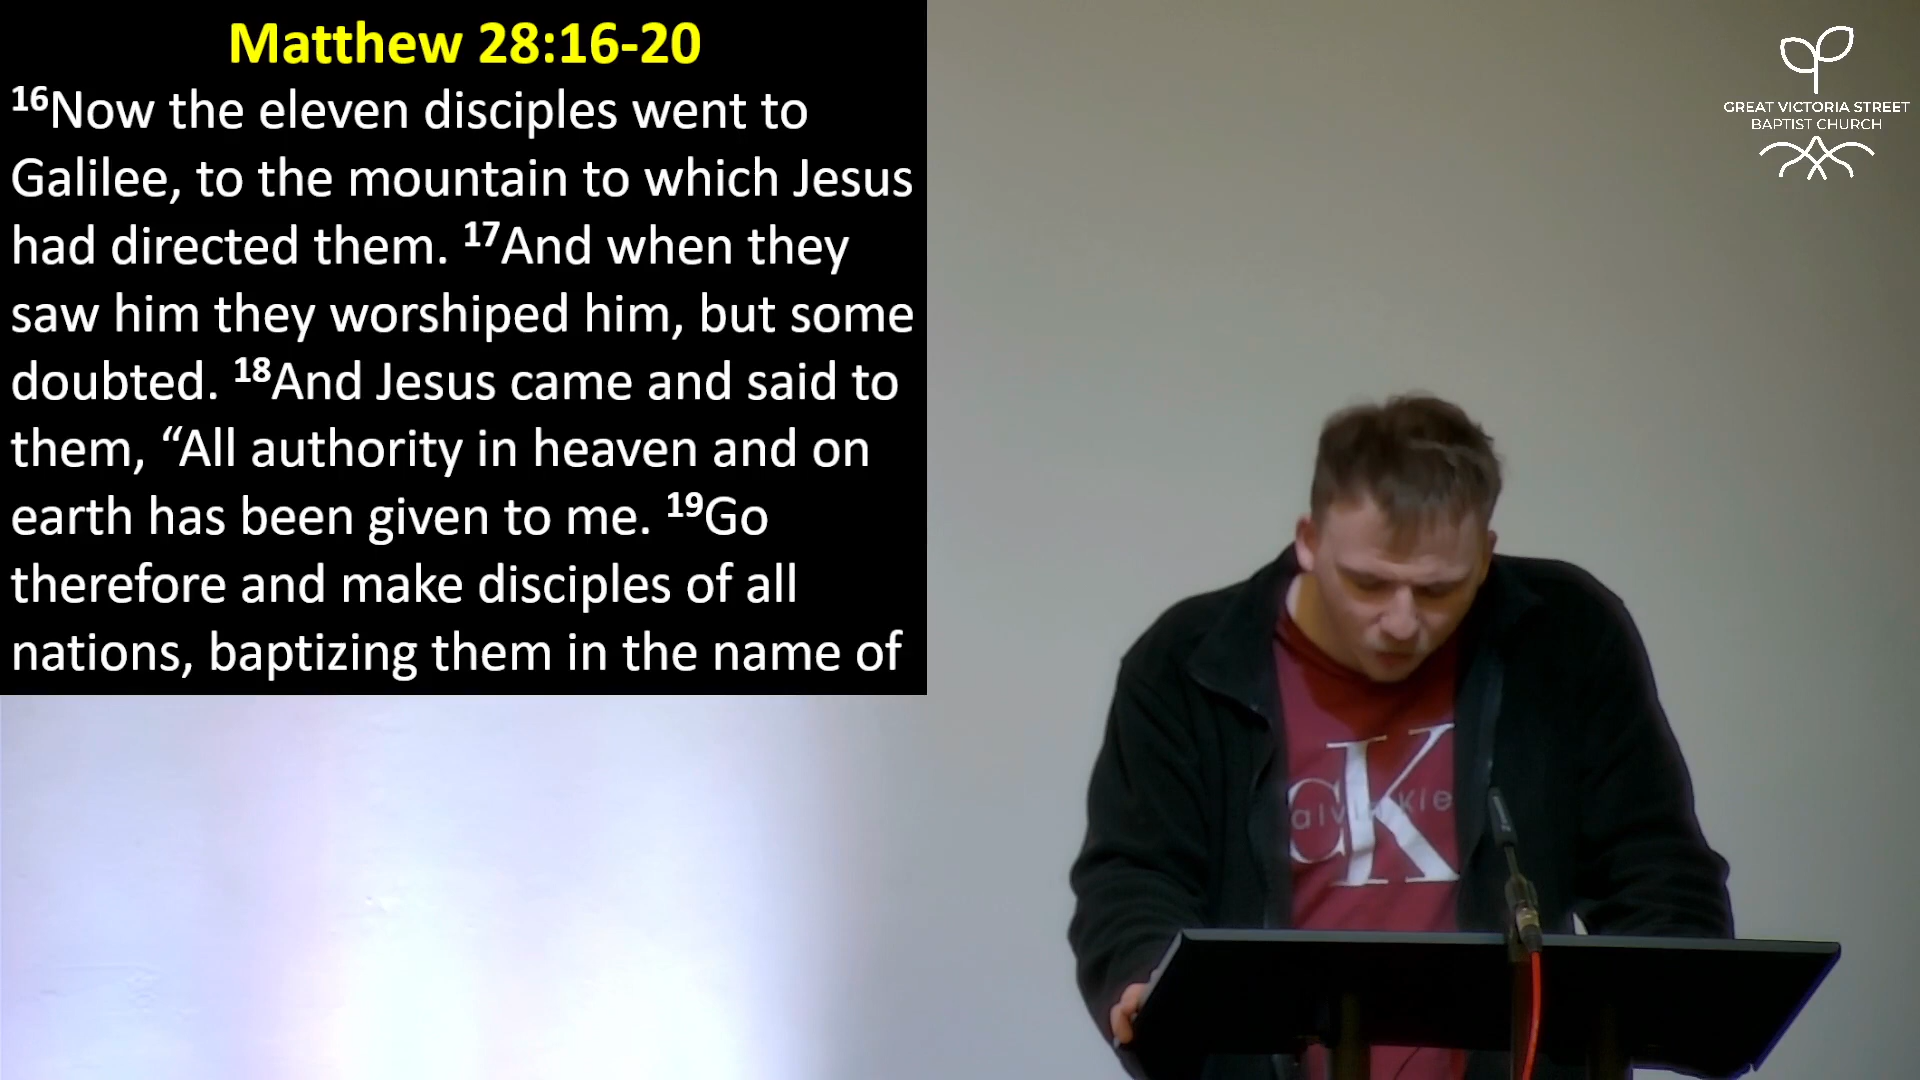 Matthew 28:16-20
16Now the eleven disciples went to
Galilee, to the mountain to which Jesus
had directed them. 17And when they
saw him they worshiped him, but some
doubted. 18And Jesus came and said to
them, “All authority in heaven and on
earth has been given to me. 19Go
therefore and make disciples of all
nations, baptizing them in the name of
GREAT VICTORIA STREET
BAPTIST CHURCH
CK
alvin Kle